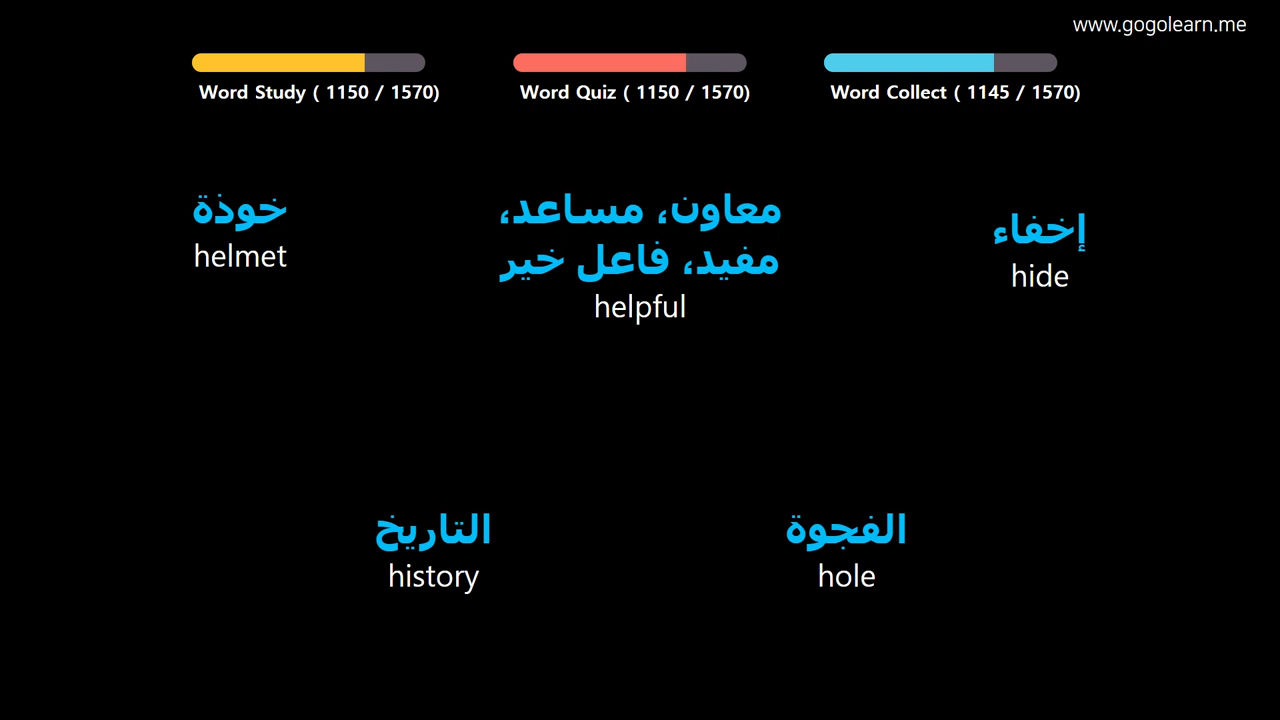 www.gogolearn.me
Word Study ( 1150 / 1570)
Word Quiz ( 1150 / 1570)
Word Collect ( 1145 / 1570)
خوذة
helmet
معاون، مساعد،
مفيد، فاعل خير
helpful
إخفاء
hide
التاريخ
history
الفجوة
hole